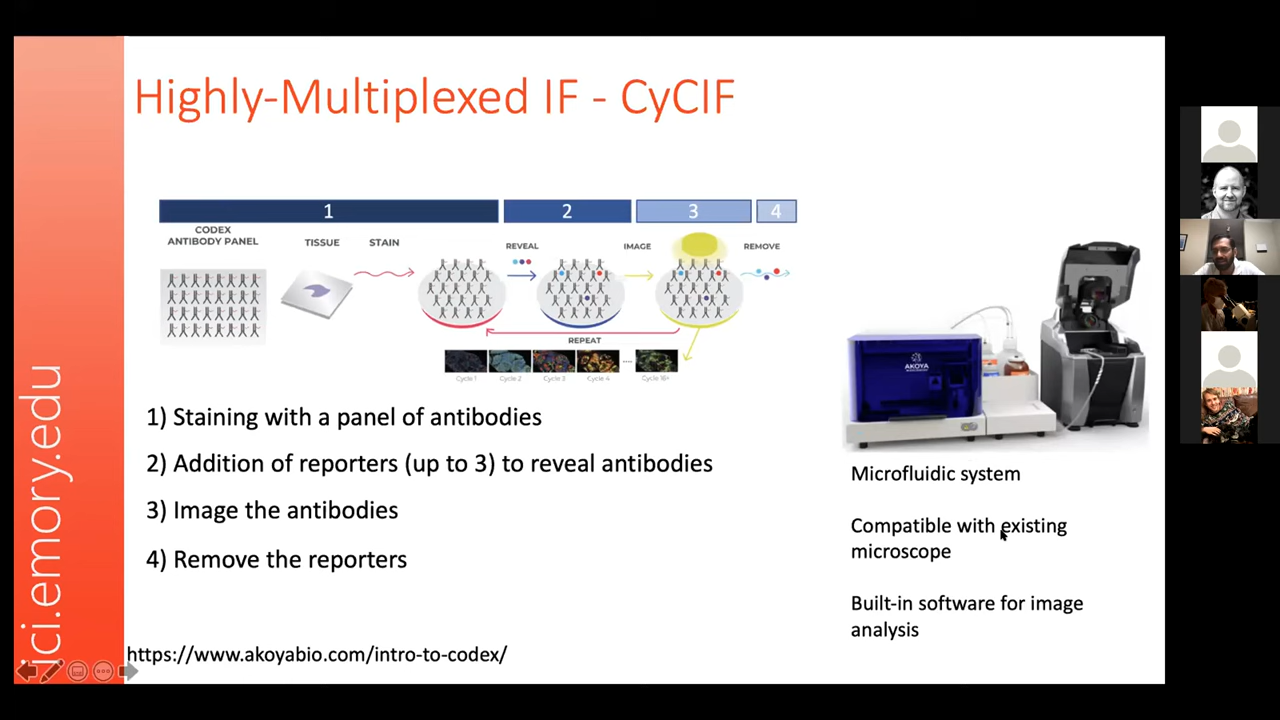 Highly-Multiplexed IF - CyCIF
1
2
3
4
CODEX
ANTIBODY PANEL
TISSUE
STAIN
REVEAL
IMAGE
REMOVE
REPEAT
Cycle 1
Cycle 2
Cycle 3
Cycle 4
Cycle 16+
AKOYA
1) Staining with a panel of antibodies
2) Addition of reporters (up to 3) to reveal antibodies
3) Image the antibodies
4) Remove the reporters
Microfluidic system
Compatible with existing
microscope
Built-in software for image
analysis
https://www.akoyabio.com/intro-to-codex/
ici.emory.edu